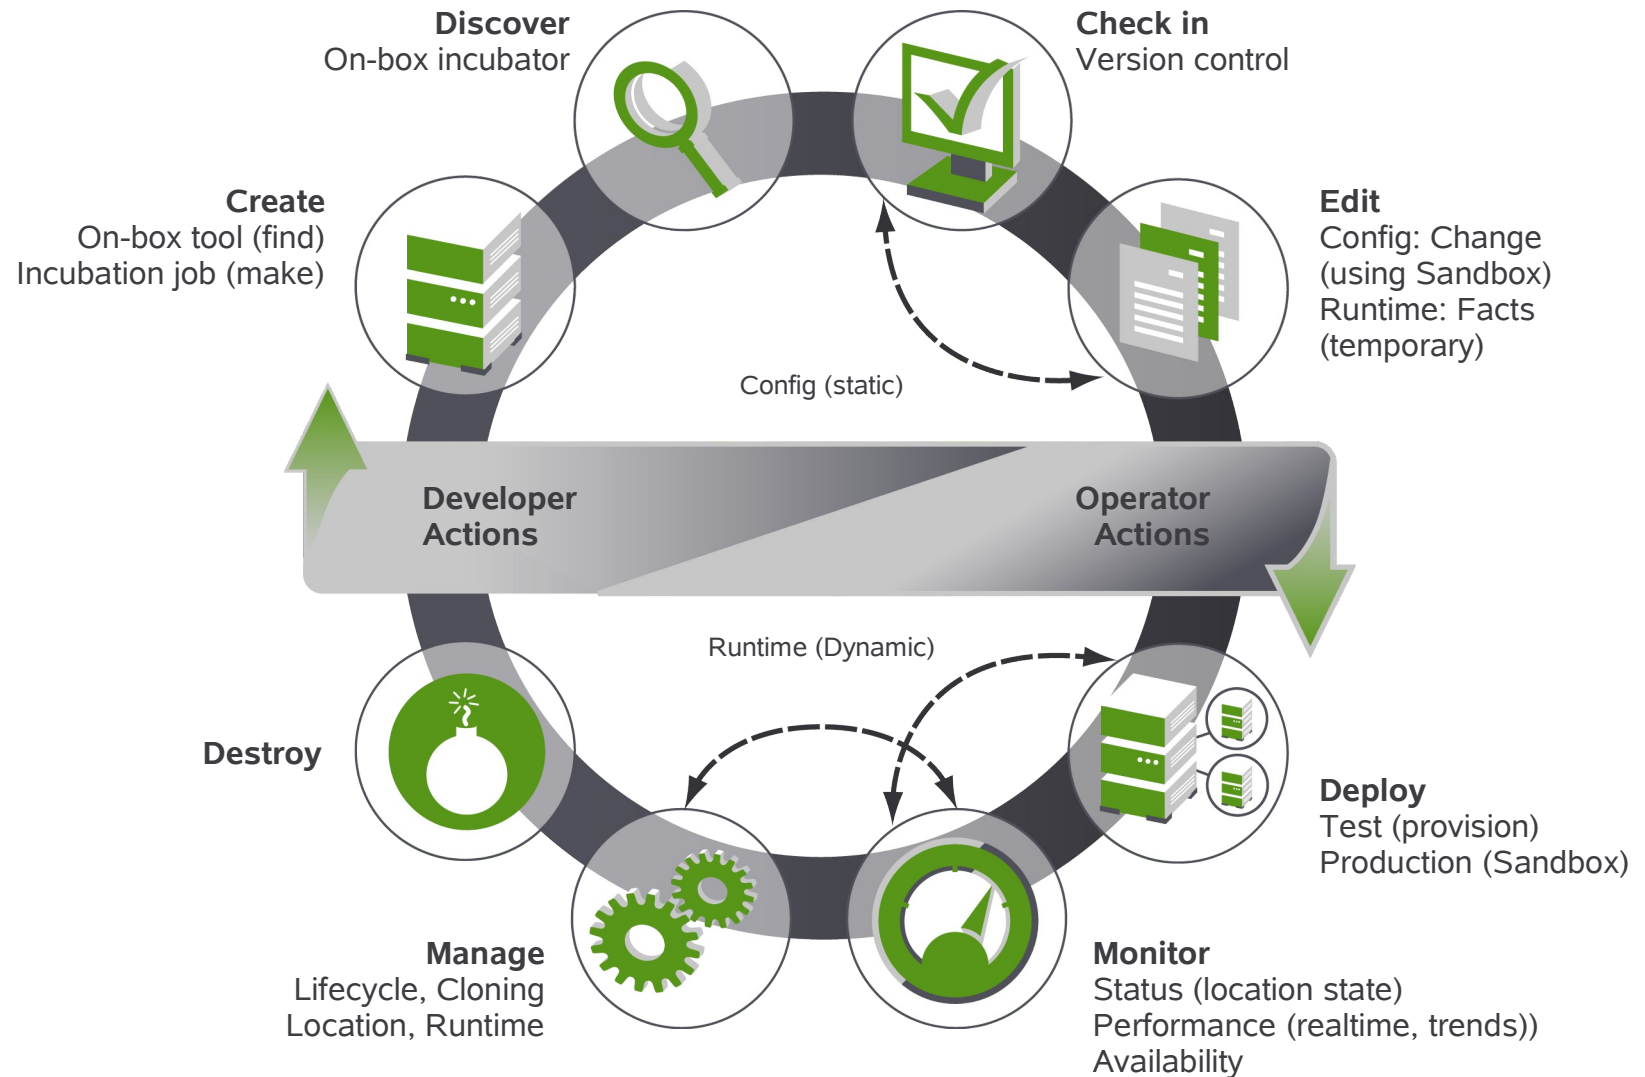 Discover
On-box incubator
Check in
Version control
Create
On-box tool (find)
Incubation job (make)
Edit
Config: Change
(using Sandbox)
Runtime: Facts
(temporary)
Config (static)
Developer
Actions
Operator
Actions
Runtime (Dynamic)
Destroy
Deploy
Test (provision)
Production (Sandbox)
Manage
Lifecycle, Cloning
Location, Runtime
Monitor
Status (location state)
Performance (realtime, trends))
Availability